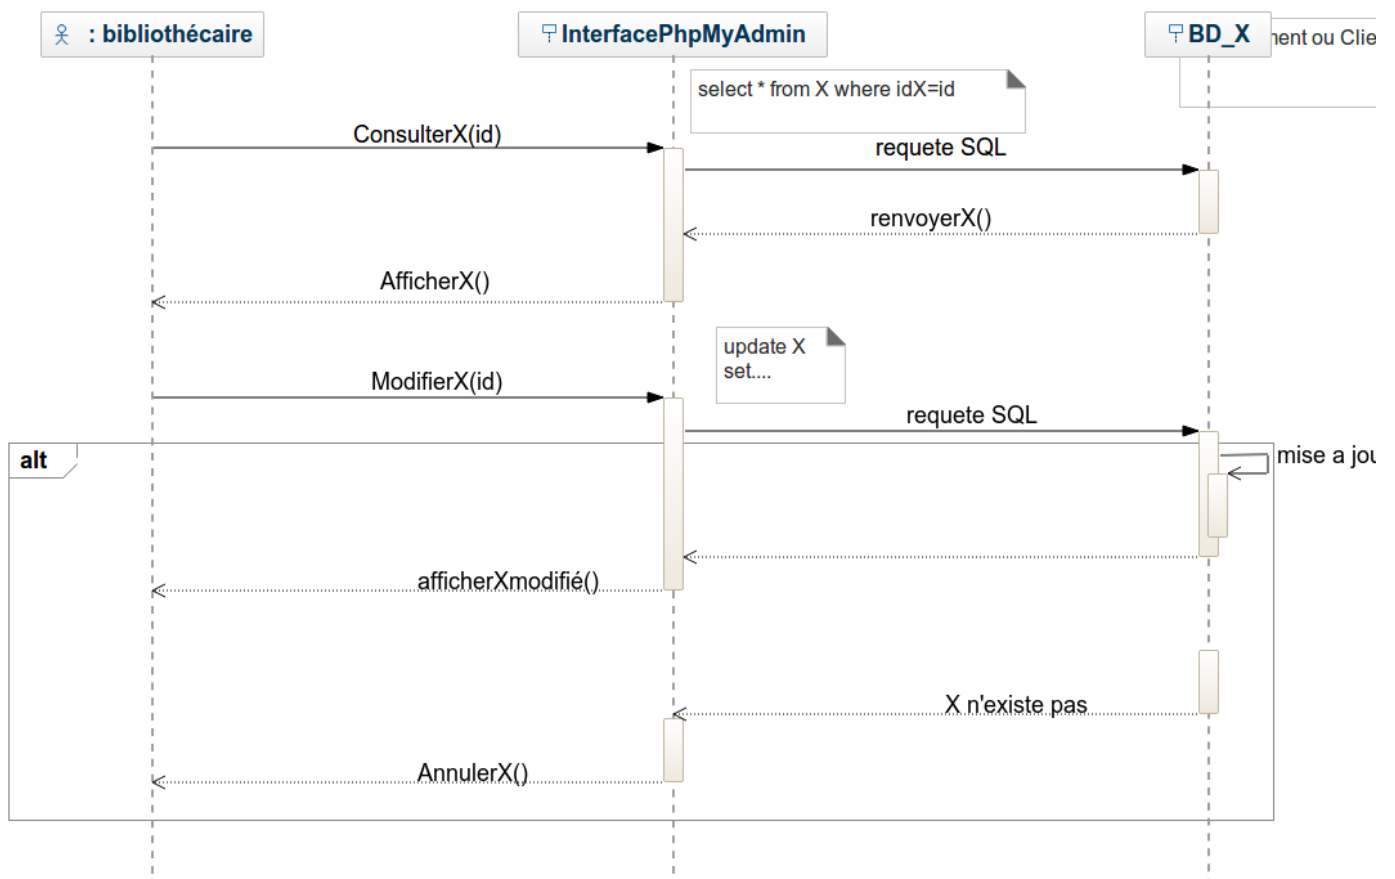 : bibliothécaire
InterfacePhpMyAdmin
BD_X
ou Clie
select * from X where idX=id
ConsulterX(id)
requete SQL
renvoyerX()
AfficherX()
update X
set....
ModifierX(id)
requete SQL
alt
mise a jou
afficherXmodifié()
X n'existe pas
AnnulerX()